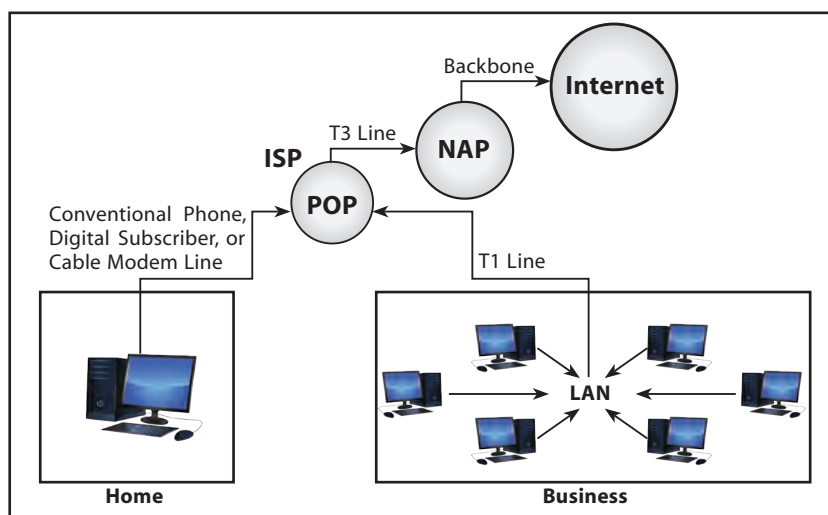 Backbone
Internet
T3 Line
ISP
NAP
POP
Conventional Phone,
Digital Subscriber, or
Cable Modem Line
T1 Line
LAN
Home
Business